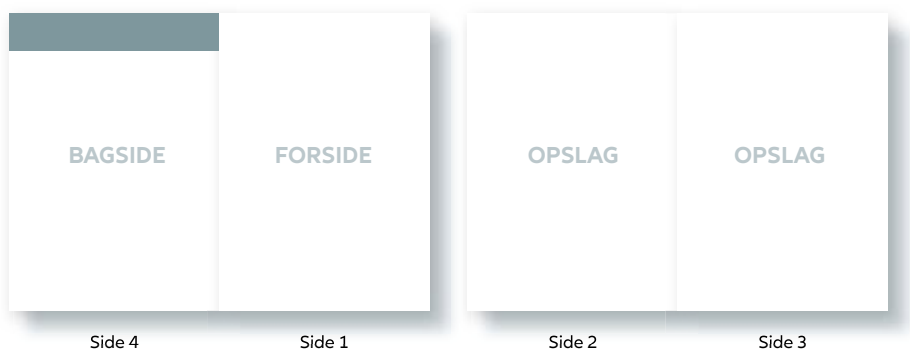 BAGSIDE
FORSIDE
OPSLAG
OPSLAG
Side 4
Side 1
Side 2
Side 3